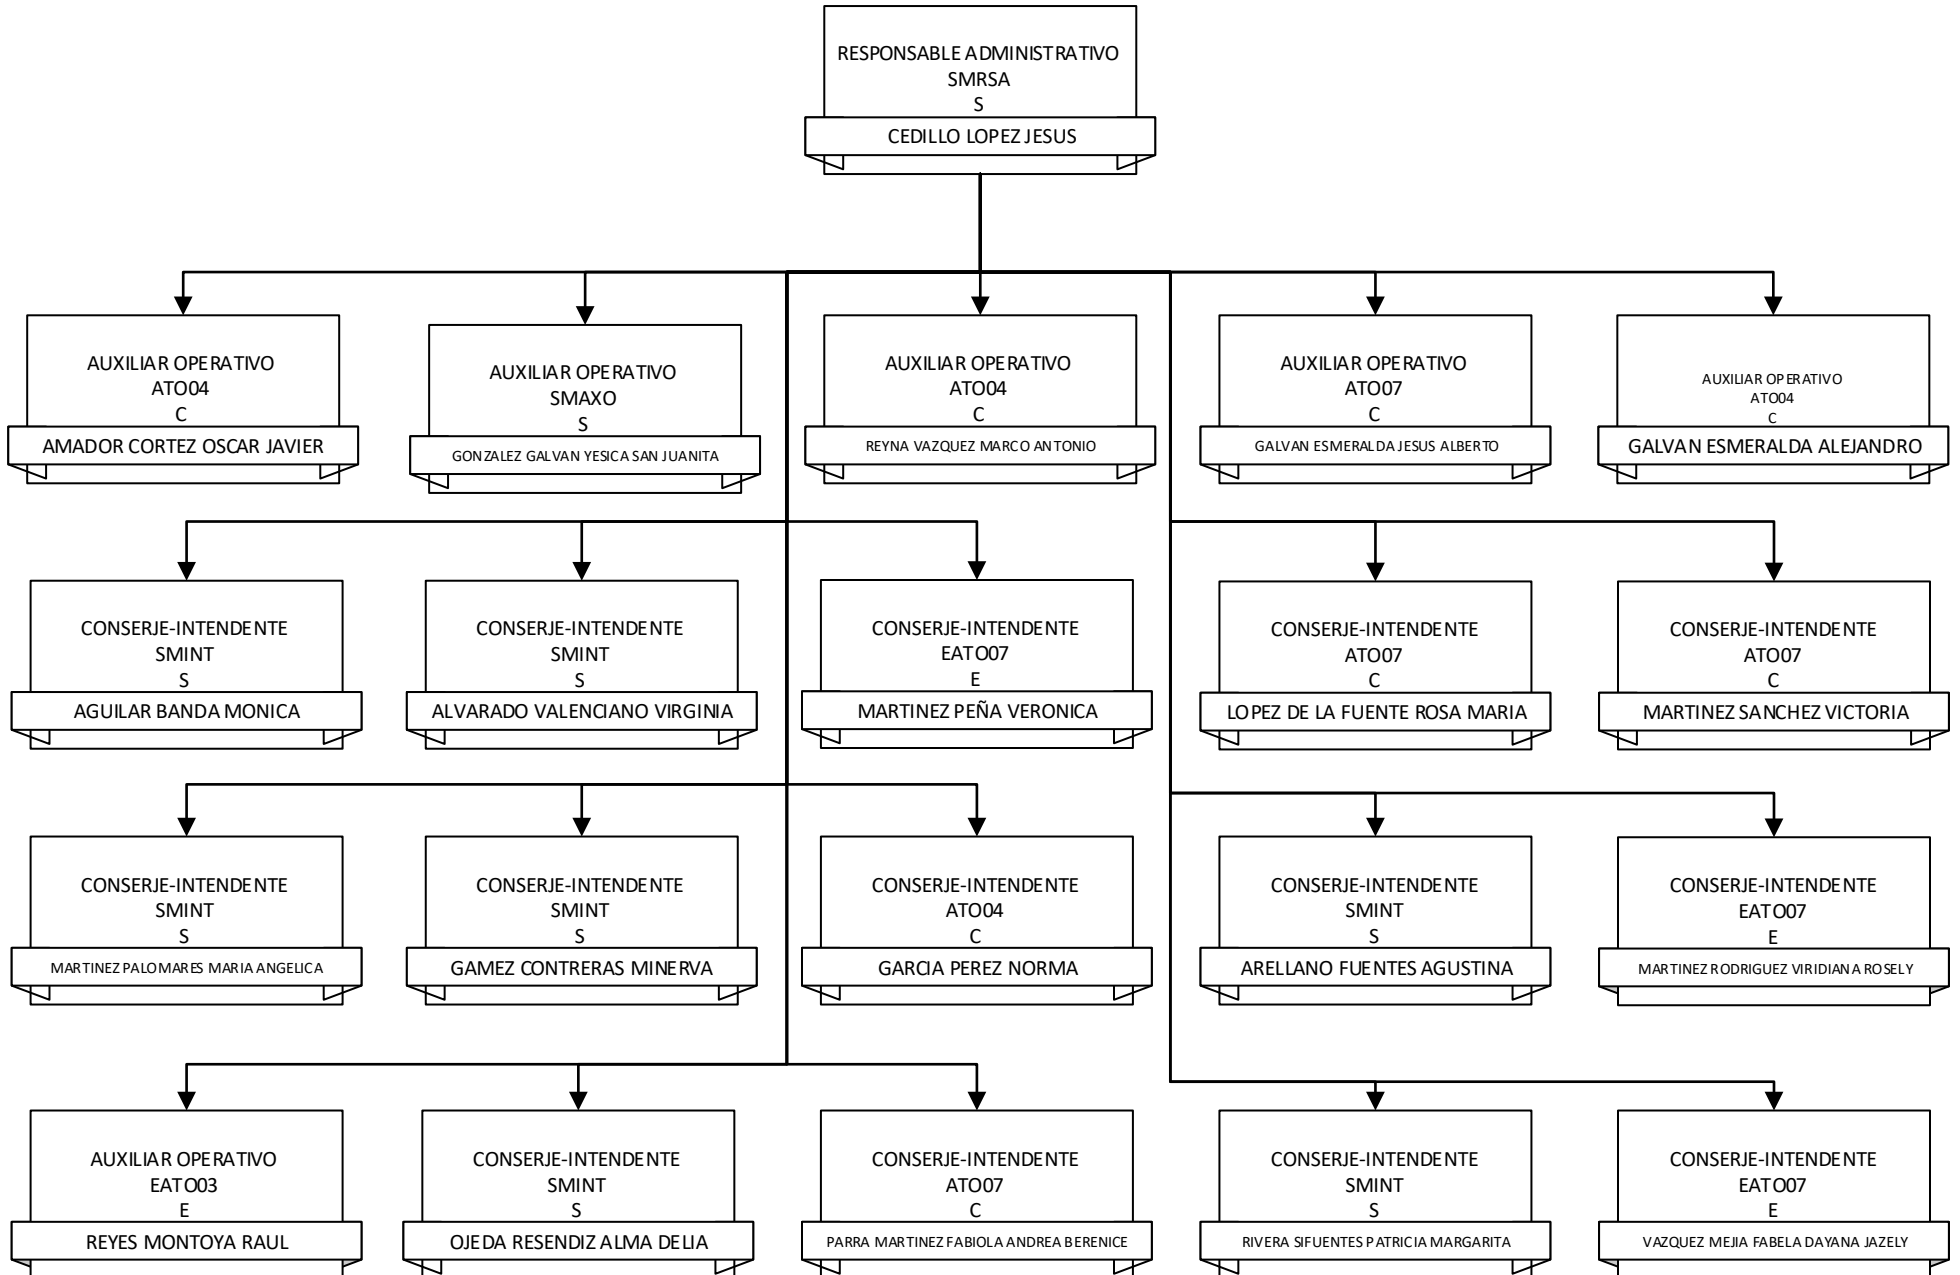 RESPONSABLE ADMINISTRATIVO
SMRSA
S
CEDILLO LOPEZ JESUS
AUXILIAR OPERATIVO
ATO04
C
AMADOR CORTEZ OSCAR JAVIER
AUXILIAR OPERATIVO
SMAXO
S
GONZALEZ GALVAN YESICA SAN JUANITA
AUXILIAR OPERATIVO
ATO04
C
REYNA VAZQUEZ MARCO ANTONIO
AUXILIAR OPERATIVO
ATO07
C
GALVAN ESMERALDA JESUS ALBERTO
AUXILIAR OPERATIVO
ATO04
C
GALVAN ESMERALDA ALEJANDRO
CONSERJE-INTENDENTE
SMINT
S
AGUILAR BANDA MONICA
CONSERJE-INTENDENTE
SMINT
S
ALVARADO VALENCIANO VIRGINIA
CONSERJE-INTENDENTE
EATO07
E
MARTINEZ PEÑA VERONICA
CONSERJE-INTENDENTE
ATO07
C
LOPEZ DE LA FUENTE ROSA MARIA
CONSERJE-INTENDENTE
ATO07
C
MARTINEZ SANCHEZ VICTORIA
CONSERJE-INTENDENTE
SMINT
S
MARTINEZ PALOMARES MARIA ANGELICA
CONSERJE-INTENDENTE
SMINT
S
GAMEZ CONTRERAS MINERVA
CONSERJE-INTENDENTE
ATO04
C
GARCIA PEREZ NORMA
CONSERJE-INTENDENTE
SMINT
S
ARELLANO FUENTES AGUSTINA
CONSERJE-INTENDENTE
EATO07
E
MARTINEZ RODRIGUEZ VIRIDIANA ROSELY
AUXILIAR OPERATIVO
EATO03
E
REYES MONTOYA RAUL
CONSERJE-INTENDENTE
SMINT
S
OJEDA RESENDIZ ALMA DELIA
CONSERJE-INTENDENTE
ATO07
C
PARRA MARTINEZ FABIOLA ANDREA BERENICE
CONSERJE-INTENDENTE
SMINT
S
RIVERA SIFUENTES PATRICIA MARGARITA
CONSERJE-INTENDENTE
EATO07
E
VAZQUEZ MEJIA FABELA DAYANA JAZELY